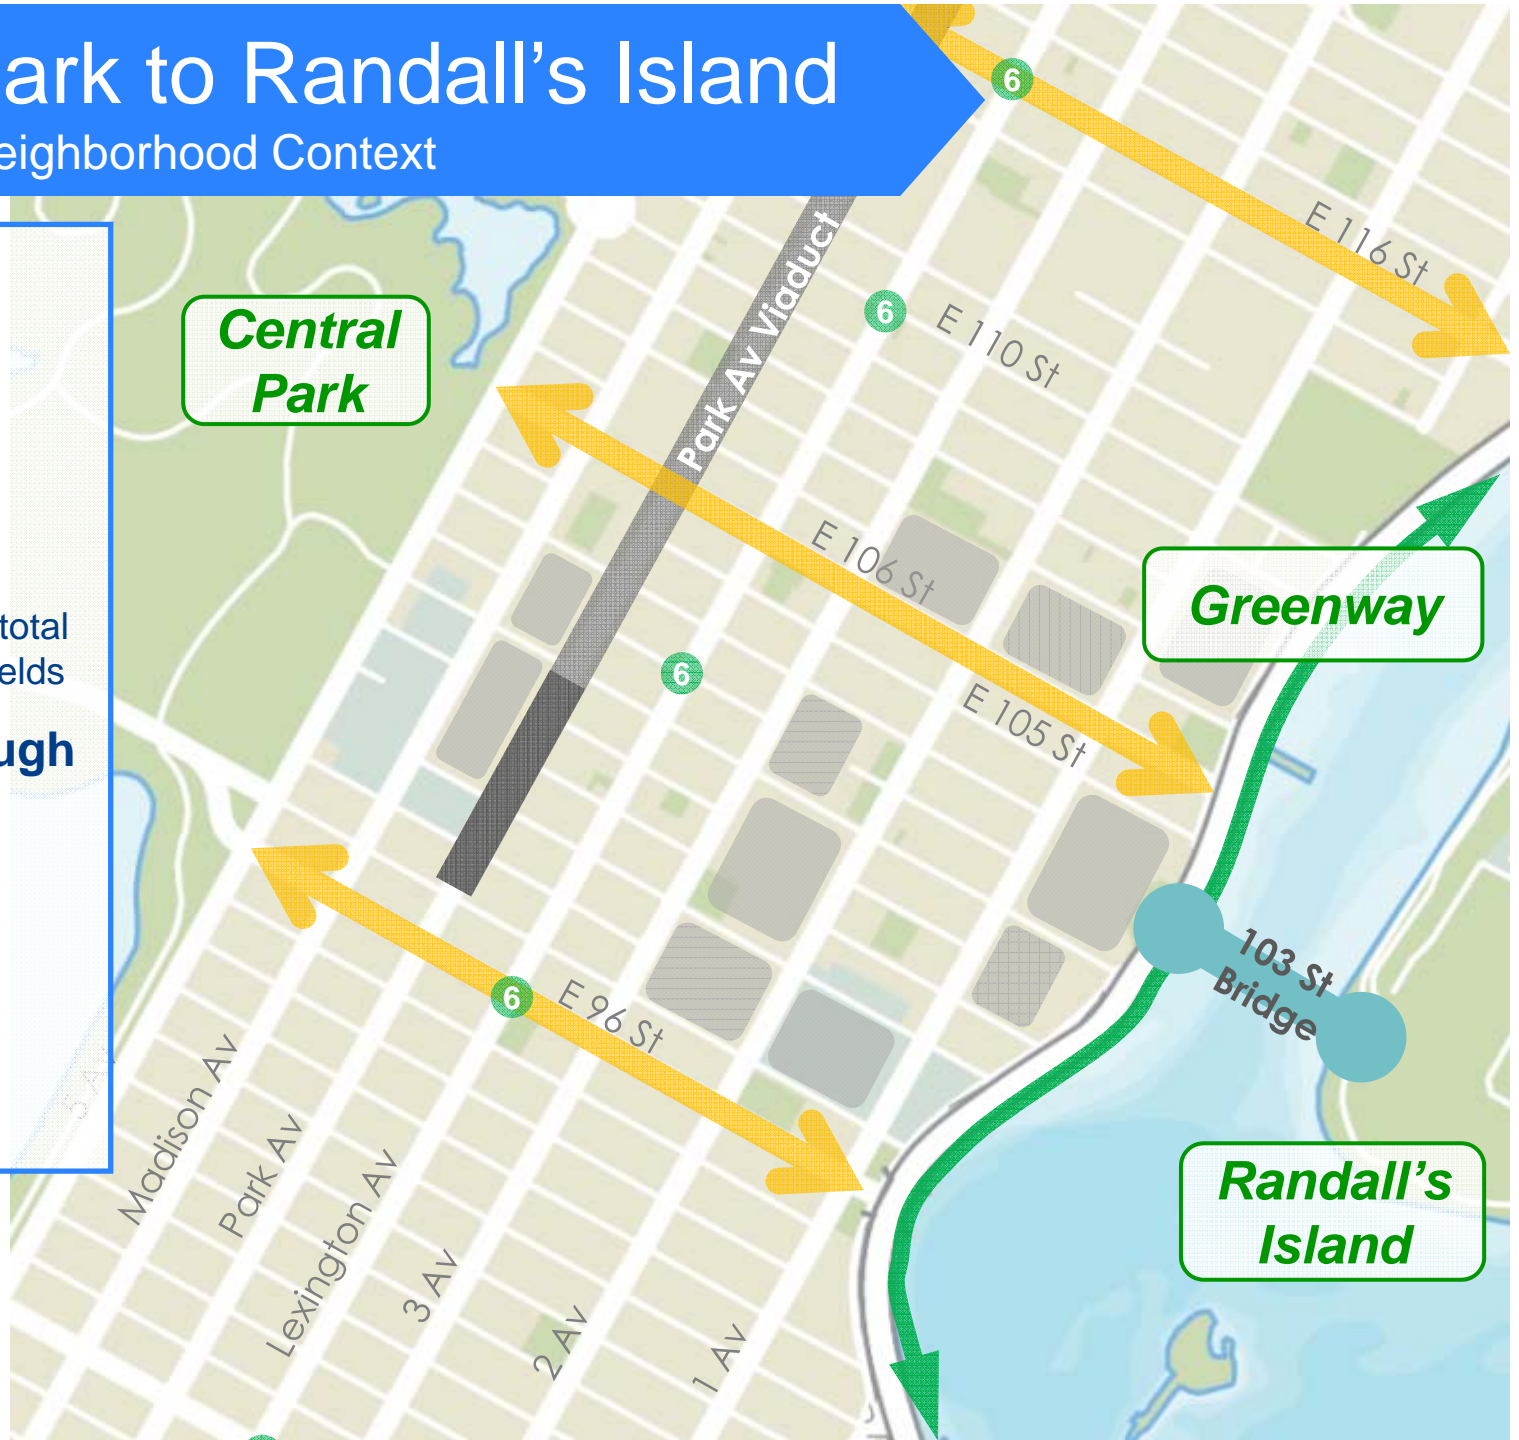 ark to Randall's Island
eighborhood Context
6
E 116 St
Park Av Viaduct
6
E 110 St
Central
Park
E 106 St
Greenway
total
elds
6
E 105 St
ugh
103 St
Bridge
6
E 96 St
5 Av
Madison Av
Park Av
Lexington Av
3 Av
2 Av
1 Av
Randall's
Island